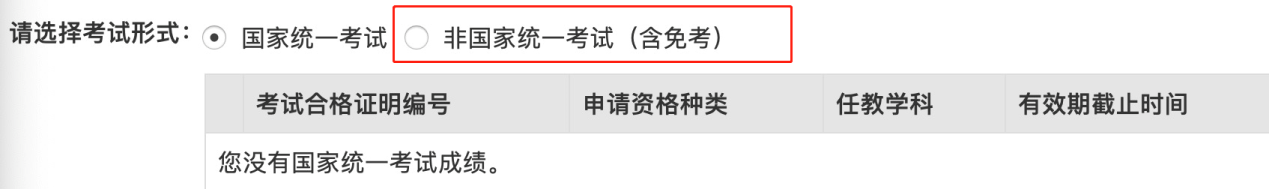 请选择考试形式： 国家统一考试 非国家统一考试（含免考）
考试合格证明编号 申请资格种类 任教学科 有效期截止时间
您没有国家统一考试成绩。